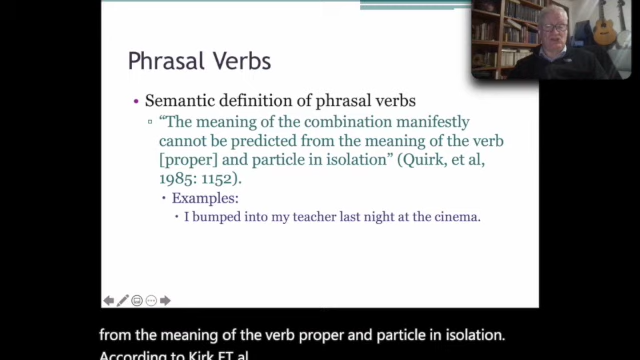 Phrasal Verbs
• Semantic definition of phrasal verbs
▫ “The meaning of the combination manifestly
cannot be predicted from the meaning of the verb
[proper] and particle in isolation” (Quirk, et al,
1985: 1152).
• Examples:
• I bumped into my teacher last night at the cinema.
from the meaning of the verb proper and particle in isolation.
According to Kirk ET al